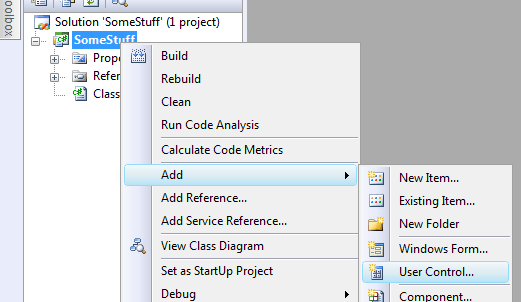 Toolbox
Solution 'SomeStuff' (1 project)
SomeStuff
Prope
Refere
Class
Build
Rebuild
Clean
Run Code Analysis
Calculate Code Metrics
Add
Add Reference...
Add Service Reference...
View Class Diagram
Set as StartUp Project
Debug
New Item...
Existing Item...
New Folder
Windows Form...
User Control...
Component...